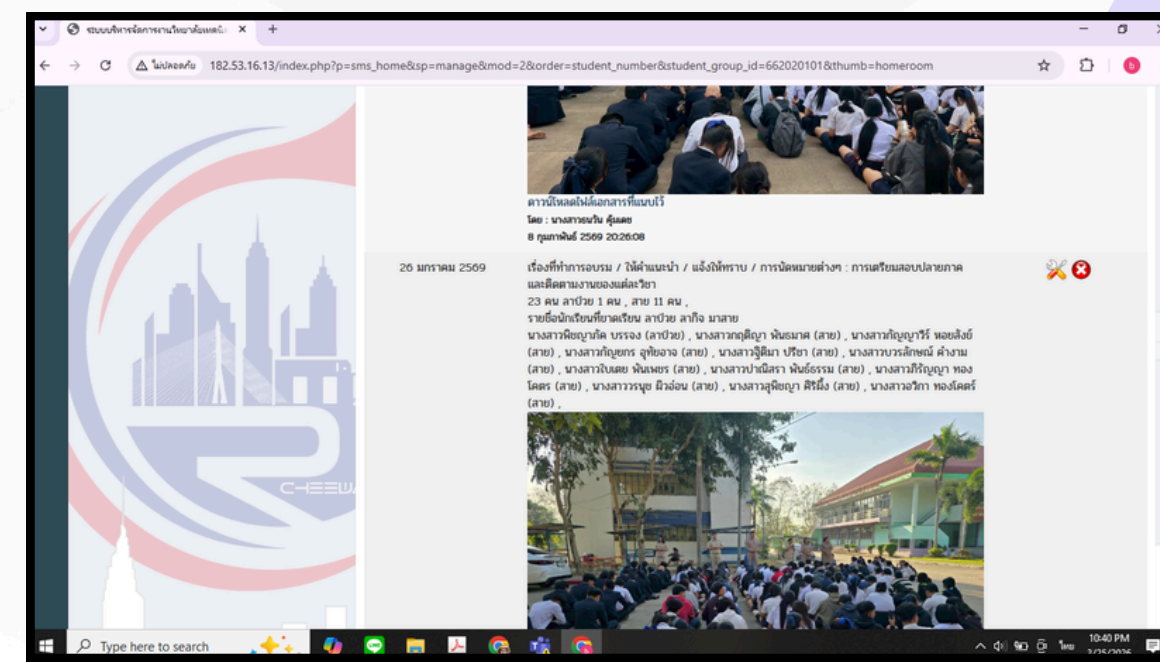 ระบบบริหารจัดการงานวิทยาลัยเทคนิค
ไม่ปลอดภัย 182.53.16.13/index.php?p=sms_home&sp=manage&mod=2&order=student_number&student_group_id=662020101&thumb=homeroom
b
ดาวน์โหลดไฟล์เอกสารที่แนบไว้
โดย : นางสาวธนวัน คุ้มเดช
8 กุมภาพันธ์ 2569 20:26:08
26 มกราคม 2569
เรื่องที่ทำการอบรม / ให้คำแนะนำ / แจ้งให้ทราบ / การนัดหมายต่างๆ : การเตรียมสอบปลายภาค
และติดตามงานของแต่ละวิชา
23 คน ลาป่วย 1 คน , สาย 11 คน ,
รายชื่อนักเรียนที่ขาดเรียน ลาป่วย ลากิจ มาสาย
นางสาวพิชญาภัค บรรจง (ลาป่วย) , นางสาวกฤติญา พันธมาศ (สาย) , นางสาวกัญญาวีร์ หอยสังข์
(สาย) , นางสาวกัญยกร อุทัยอาจ (สาย) , นางสาวฐิติมา ปรีชา (สาย) , นางสาวบวรลักษณ์ คำงาม
(สาย) , นางสาวใบเตย พันเพชร (สาย) , นางสาวปาณิสรา พันธ์ธรรม (สาย) , นางสาวภิรัญญา ทอง
โคตร (สาย) , นางสาววรนุช ผิวอ่อน (สาย) , นางสาวสุพิชญา ศิริผึ้ง (สาย) , นางสาวอวิกา ทองโคตร์
(สาย) ,
CHEEWA
Type here to search
ไทย
10:40 PM
3/25/2026